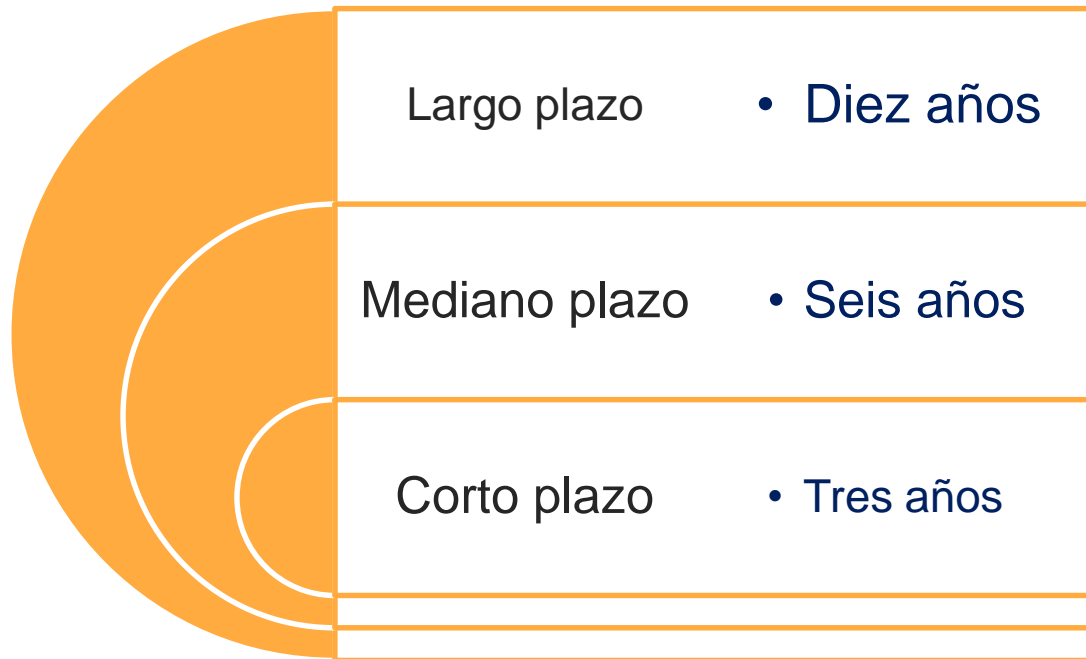 Largo plazo • Diez años
Mediano plazo • Seis años
Corto plazo • Tres años